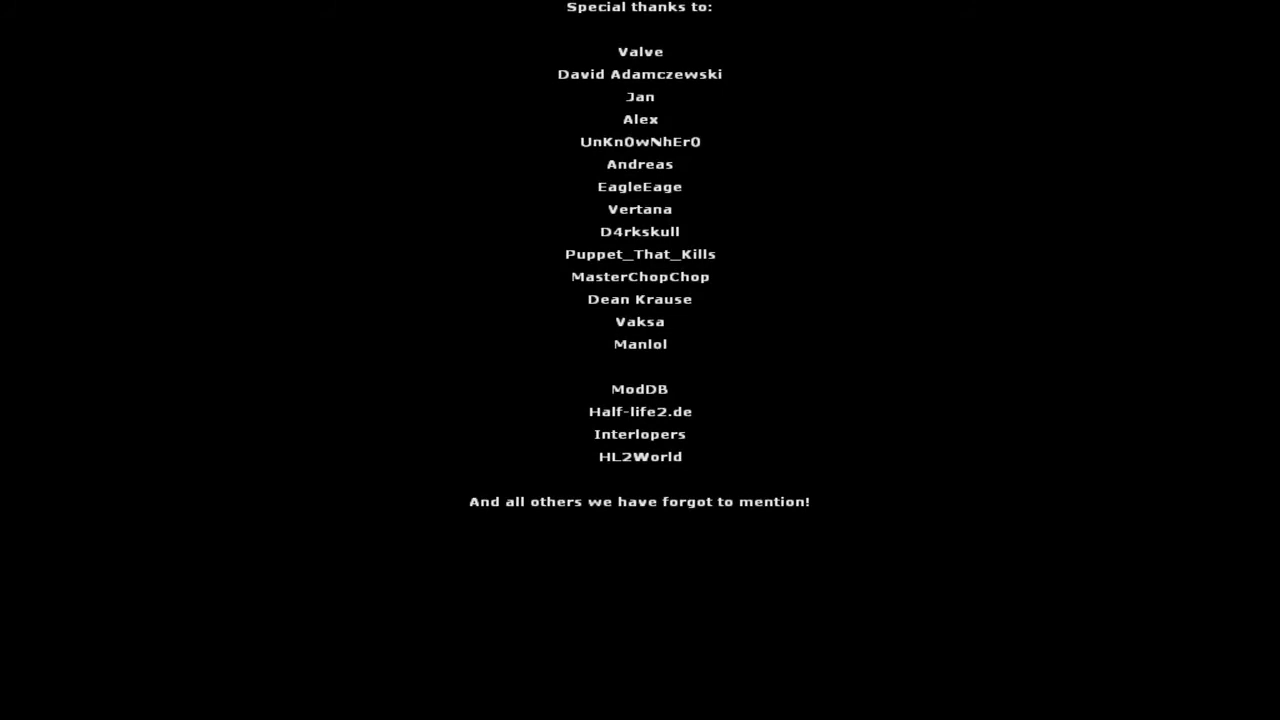 Special thanks to:
Valve
David Adamczewski
Jan
Alex
UnKn0wNhEr0
Andreas
EagleEage
Vertana
D4rkskull
Puppet_That_Kills
MasterChopChop
Dean Krause
Vaksa
Manlol
ModDB
Half-life2.de
Interlopers
HL2World
And all others we have forgot to mention!